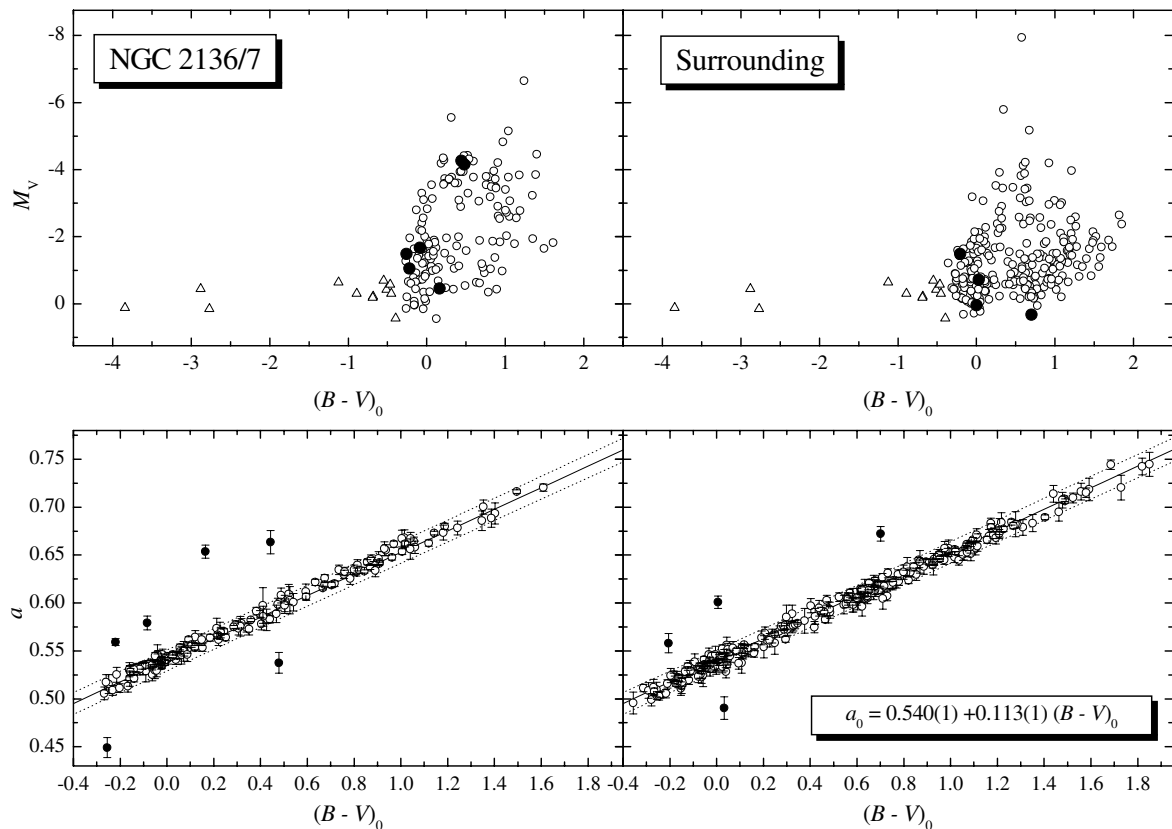 NGC 2136/7
Surrounding
-8
-6
-4
-2
0
M_V
-4 -3 -2 -1 0 1 2
-4 -3 -2 -1 0 1 2
(B - V)_0
(B - V)_0
0.75
0.70
0.65
0.60
0.55
0.50
0.45
a
a_0 = 0.540(1) +0.113(1) (B - V)_0
-0.4 -0.2 0.0 0.2 0.4 0.6 0.8 1.0 1.2 1.4 1.6 1.8
-0.4 -0.2 0.0 0.2 0.4 0.6 0.8 1.0 1.2 1.4 1.6 1.8
(B - V)_0
(B - V)_0